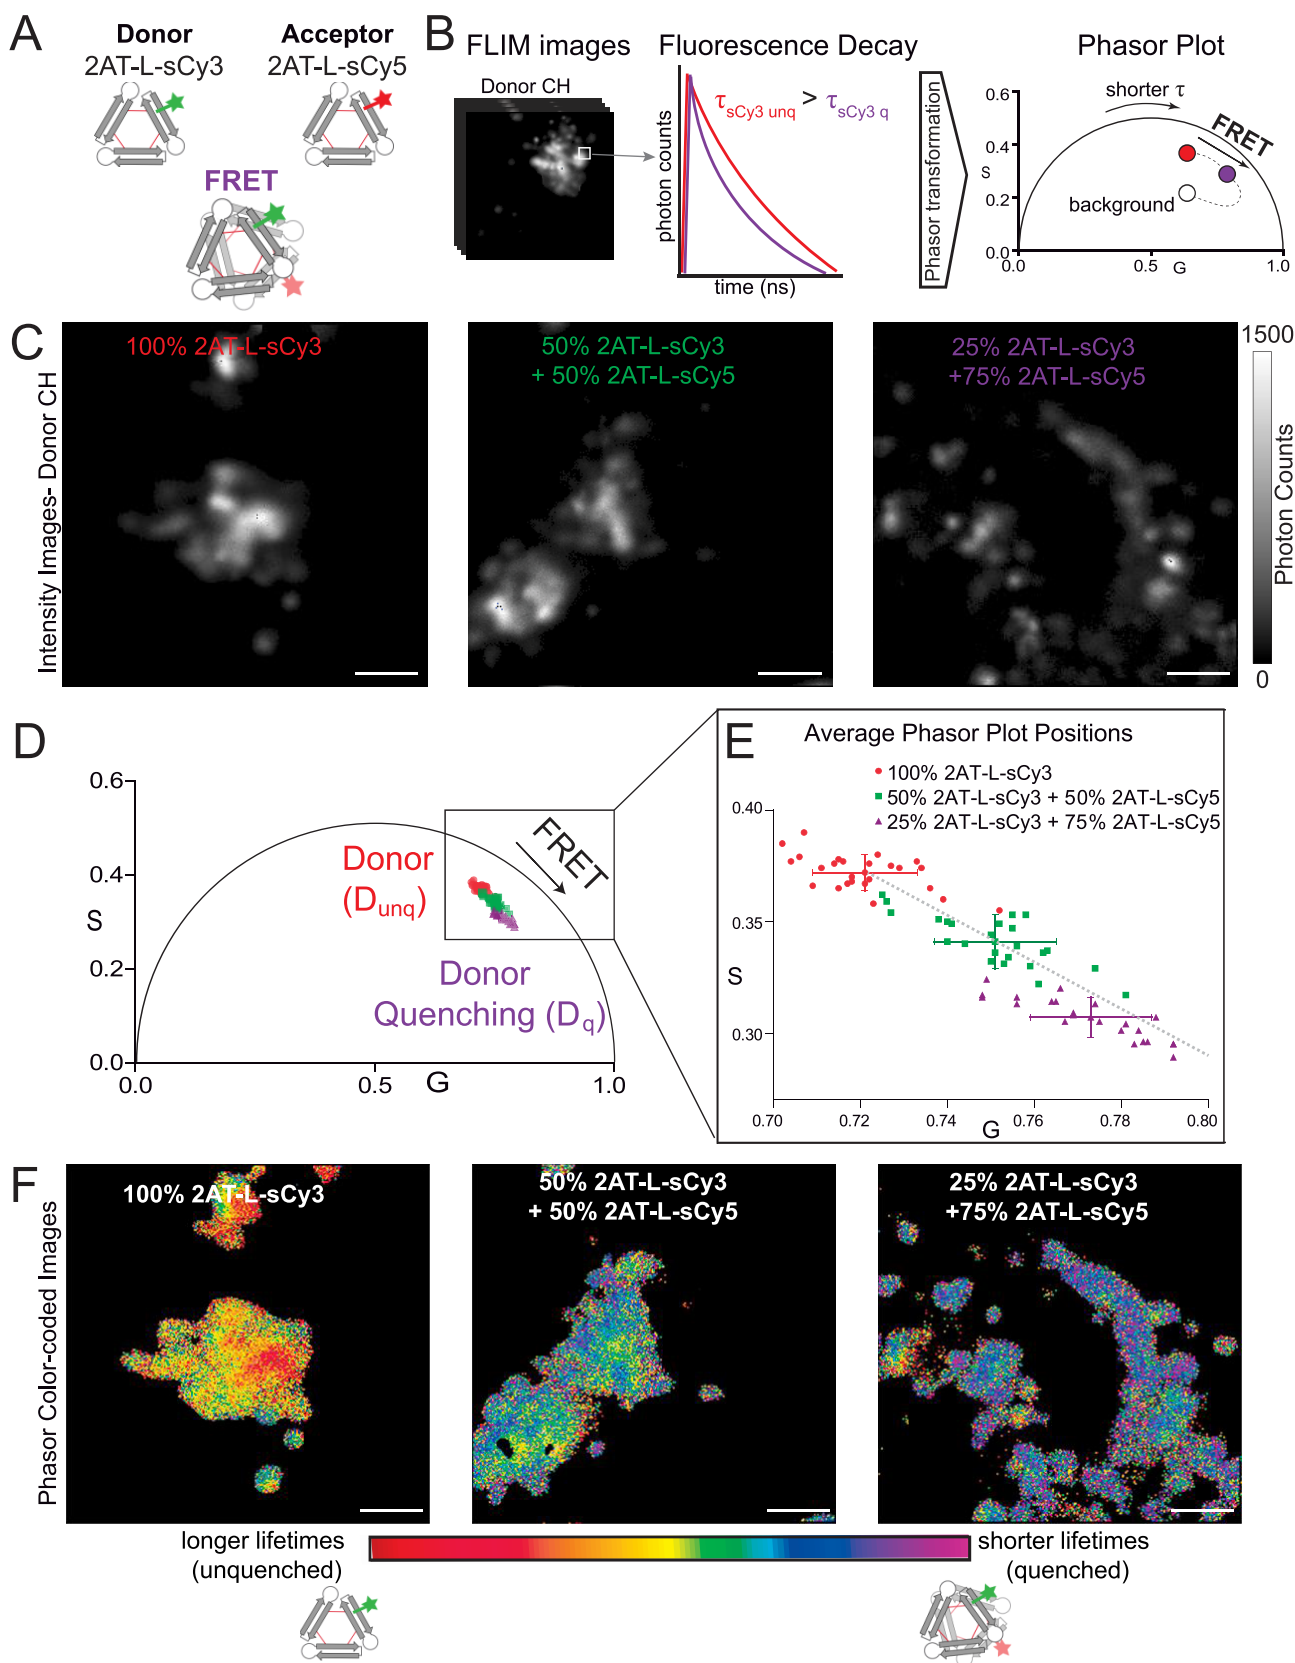 A
Donor
2AT-L-sCy3
Acceptor
2AT-L-sCy5
FRET
B
FLIM images
Donor CH
Fluorescence Decay
photon counts
τsCy3 unq > τsCy3 q
time (ns)
Phasor transformation
Phasor Plot
shorter τ
FRET
background
0.6
0.4
S
0.2
0.0
0.0
0.5
G
1.0
C
Intensity Images- Donor CH
100% 2AT-L-sCy3
50% 2AT-L-sCy3
+ 50% 2AT-L-sCy5
25% 2AT-L-sCy3
+75% 2AT-L-sCy5
1500
Photon Counts
0
D
0.6
0.4
S
0.2
0.0
0.0
0.5
G
1.0
Donor
(Dunq)
FRET
Donor
Quenching (Dq)
E
Average Phasor Plot Positions
100% 2AT-L-sCy3
50% 2AT-L-sCy3 + 50% 2AT-L-sCy5
25% 2AT-L-sCy3 + 75% 2AT-L-sCy5
0.40
0.35
S
0.30
0.70
0.72
0.74
G
0.76
0.78
0.80
F
Phasor Color-coded Images
100% 2AT-L-sCy3
50% 2AT-L-sCy3
+ 50% 2AT-L-sCy5
25% 2AT-L-sCy3
+75% 2AT-L-sCy5
longer lifetimes
(unquenched)
shorter lifetimes
(quenched)